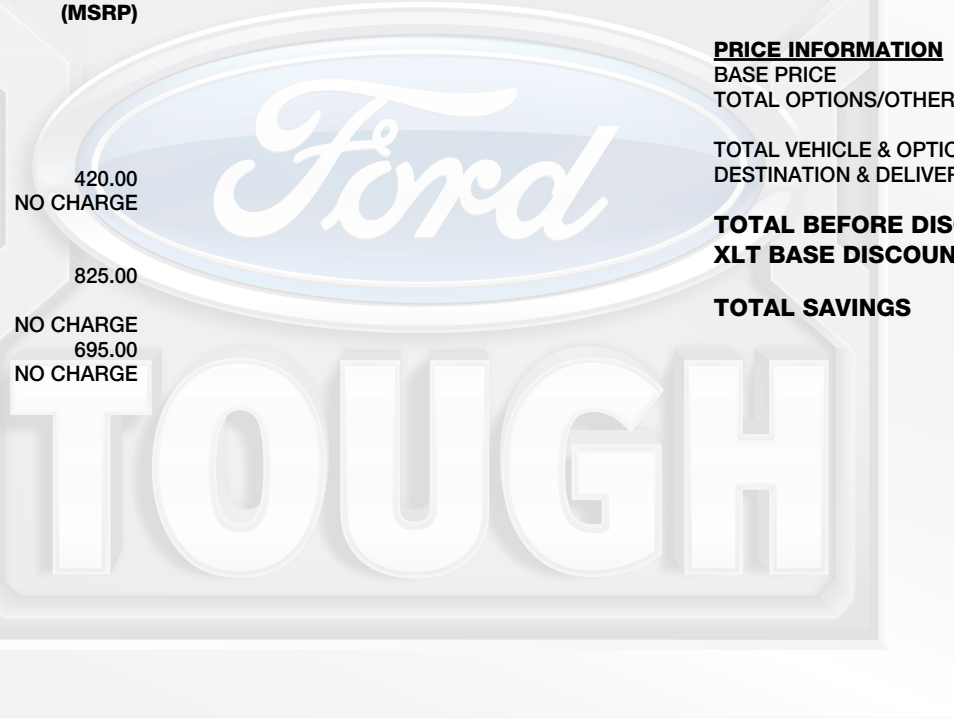 (MSRP)
420.00
NO CHARGE
825.00
NO CHARGE
695.00
NO CHARGE
PRICE INFORMATION
BASE PRICE
TOTAL OPTIONS/OTHER
TOTAL VEHICLE & OPTIO
DESTINATION & DELIVER
TOTAL BEFORE DIS
XLT BASE DISCOUN
TOTAL SAVINGS
Ford
TOUGH